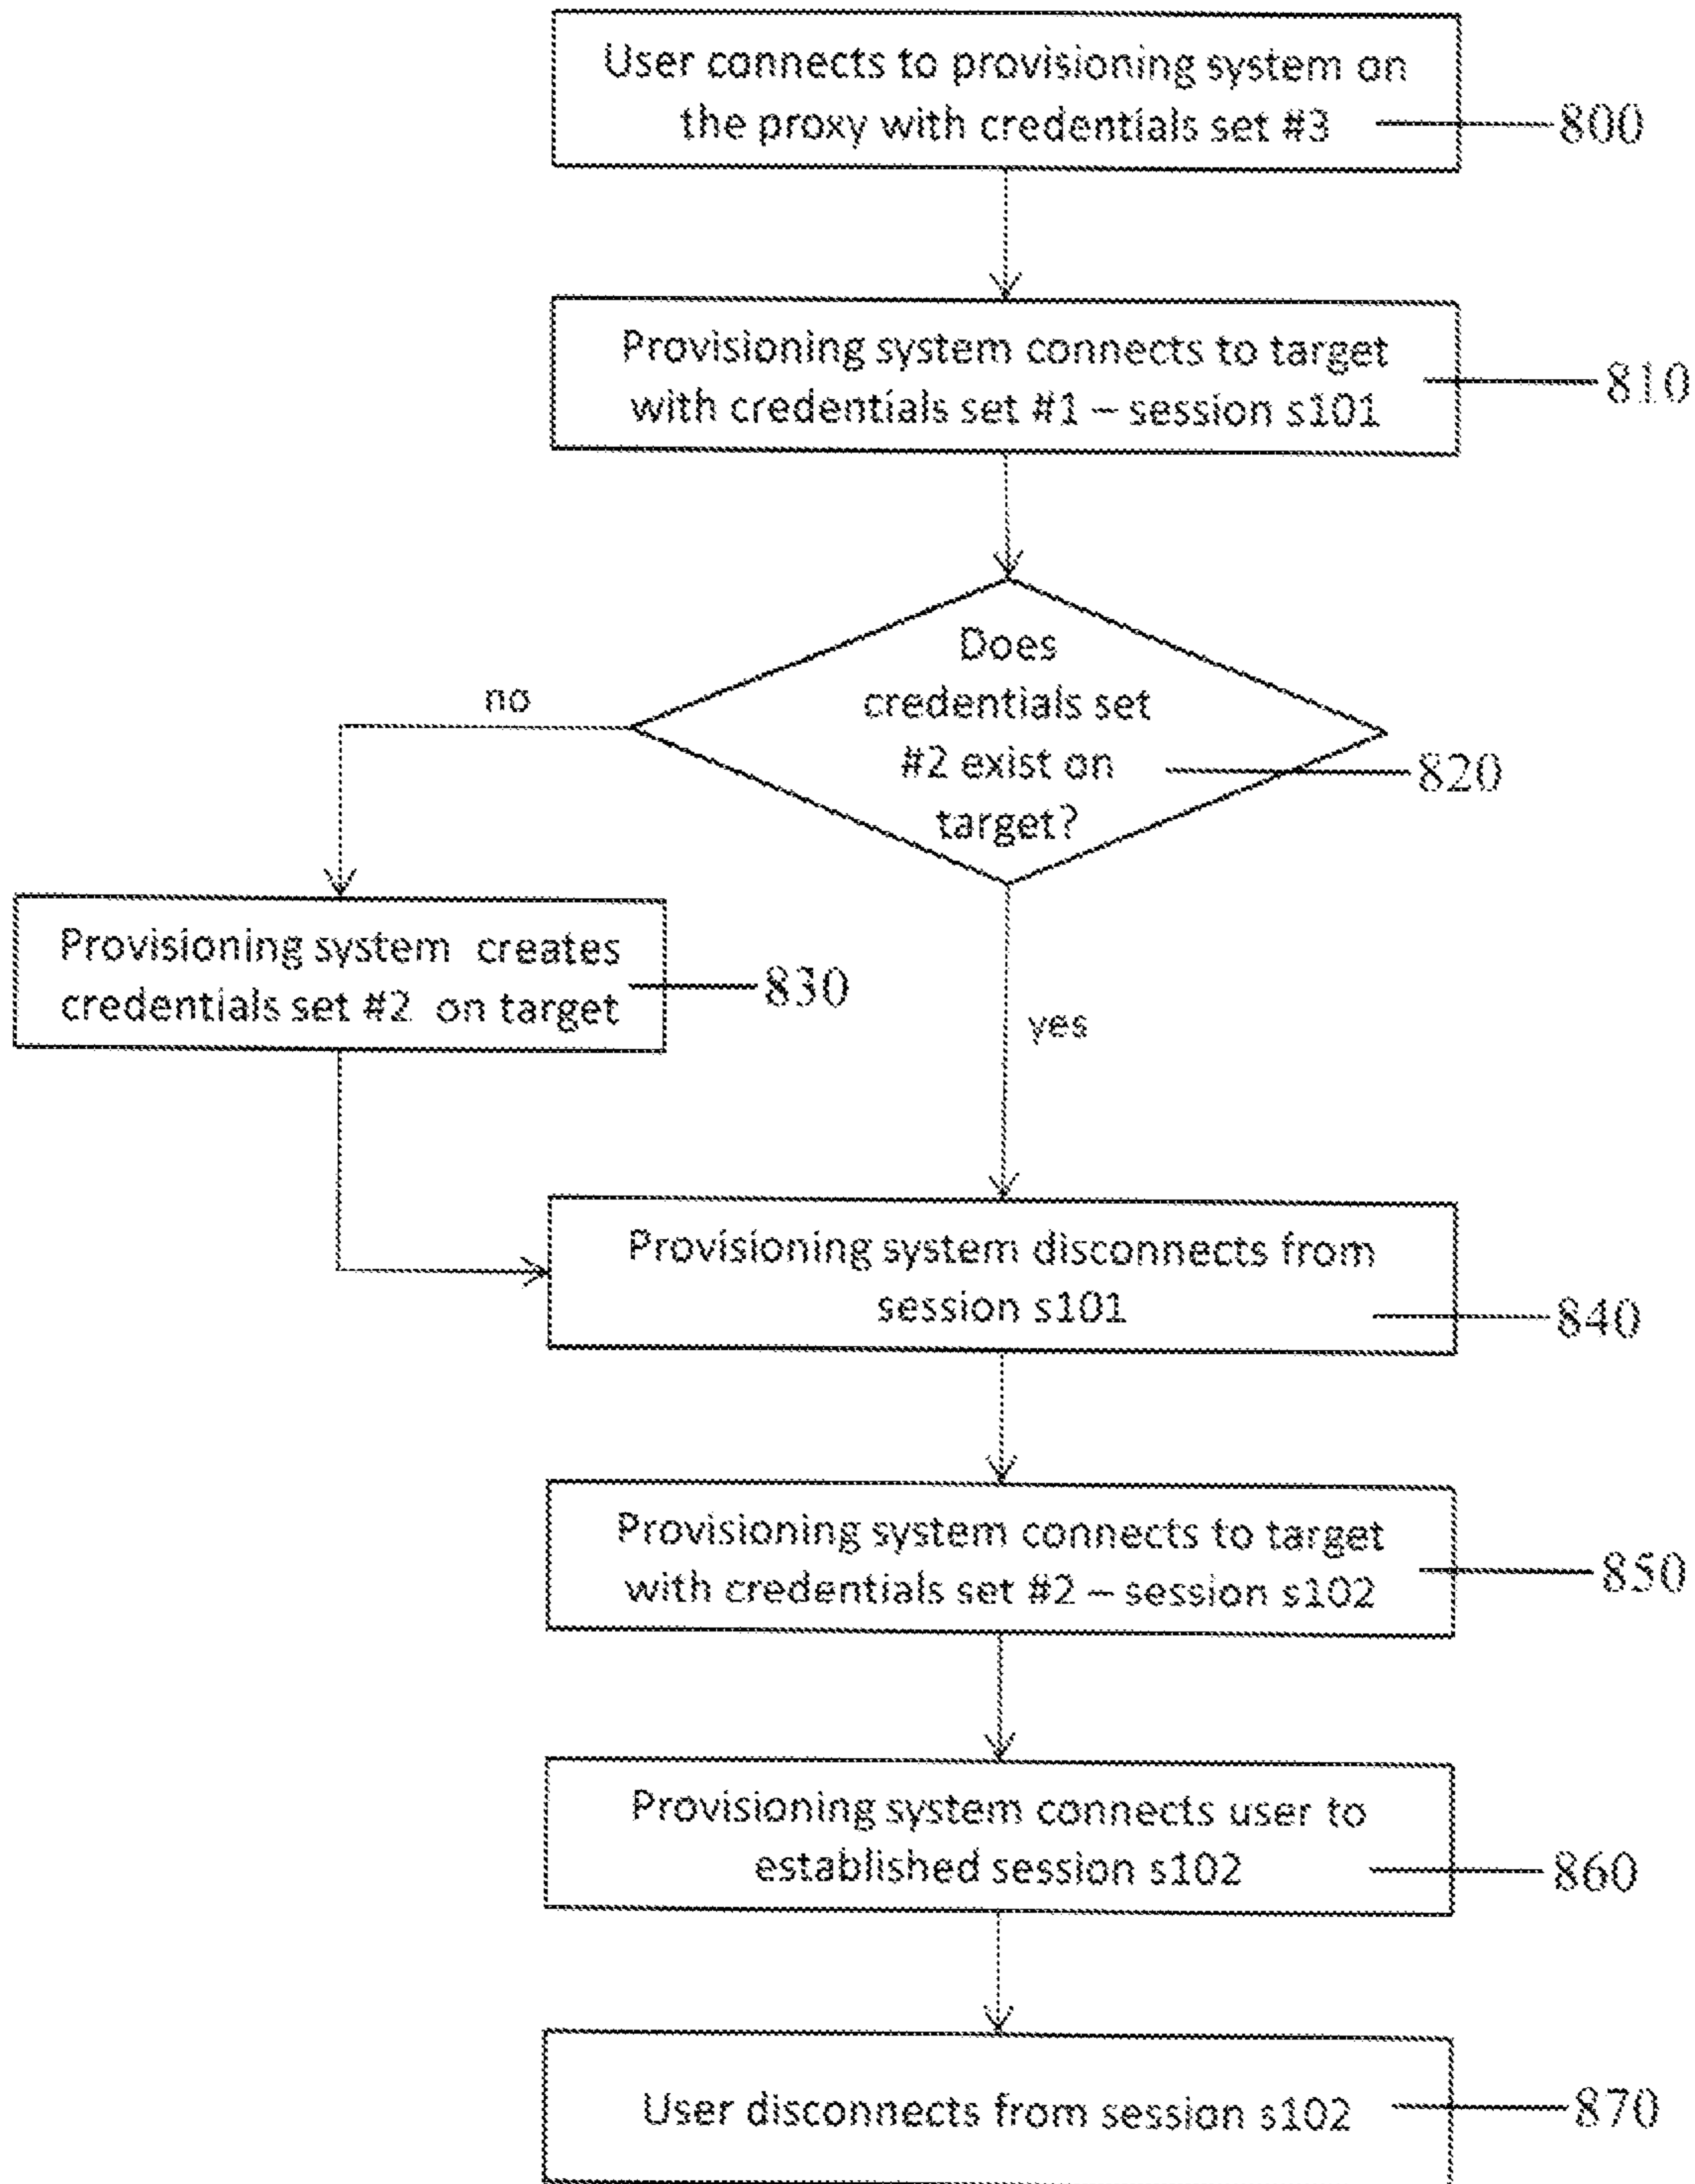 User connects to provisioning system on
the proxy with credentials set #3
800
Provisioning system connects to target
with credentials set #1 – session s101
810
Does
credentials set
#2 exist on
target?
820
no
Provisioning system creates
credentials set #2 on target
830
yes
Provisioning system disconnects from
session s101
840
Provisioning system connects to target
with credentials set #2 – session s102
850
Provisioning system connects user to
established session s102
860
User disconnects from session s102
870